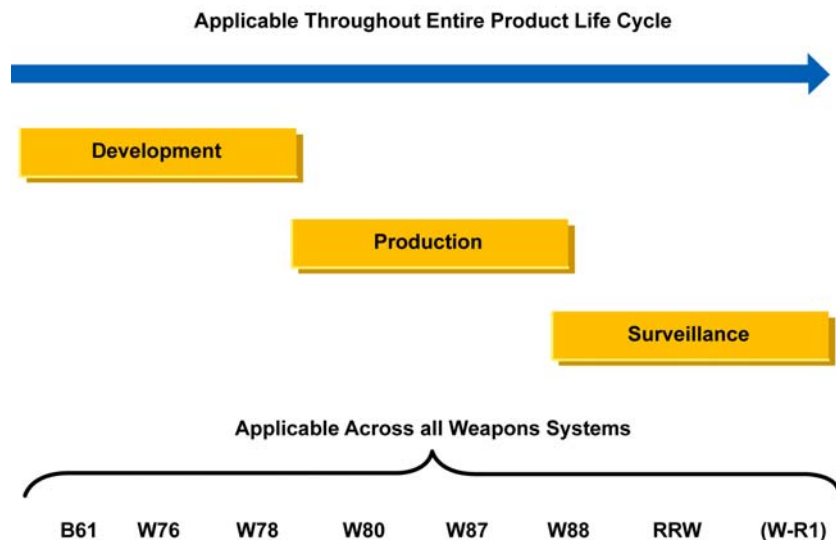 Applicable Throughout Entire Product Life Cycle
Development
Production
Surveillance
Applicable Across all Weapons Systems
B61 W76 W78 W80 W87 W88 RRW (W-R1)